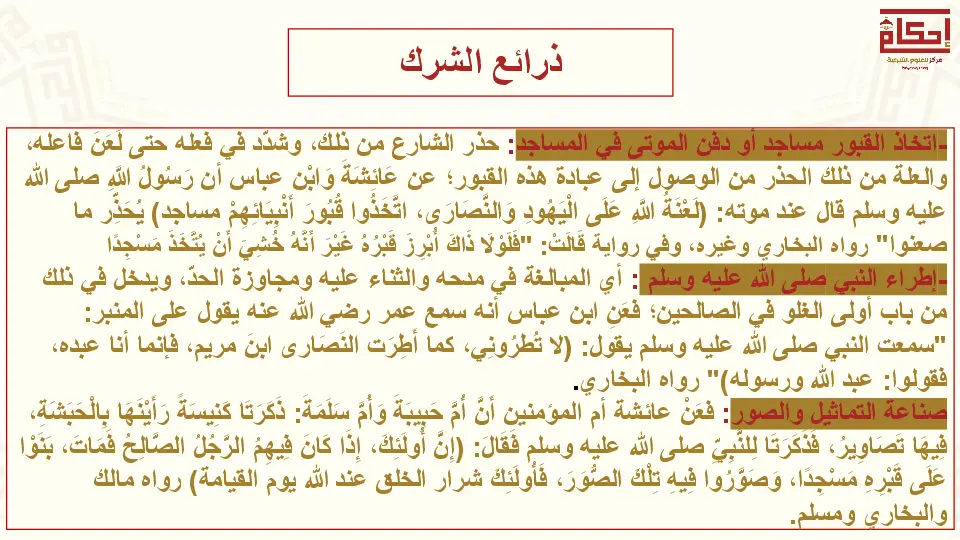 إحكام
مركز للعلوم الشرعية
ذرائع الشرك
-اتخاذ القبور مساجد أو دفن الموتى في المساجد: حذر الشارع من ذلك، وشدّد في فعله حتى لَعَنَ فاعله،
والعلة من ذلك الحذر من الوصول إلى عبادة هذه القبور؛ عن عَائِشَةَ وَابْن عباس أن رَسُولُ اللَّهِ صلى الله
عليه وسلم قال عند موته: (لَعْنَةُ اللَّهِ عَلَى الْيَهُودِ وَالنَّصَارَى، اتَّخَذُوا قُبُورَ أَنْبِيَائِهِمْ مساجد) يُحَذِّر ما
صنعوا" رواه البخاري وغيره، وفي رواية قَالَتْ: "فَلَوْلَا ذَاكَ أُبْرِزَ قَبْرُهُ غَيْرَ أَنَّهُ خُشِيَ أَنْ يُتَّخَذَ مَسْجِدًا
-إطراء النبي صلى الله عليه وسلم : أي المبالغة في مدحه والثناء عليه ومجاوزة الحدّ، ويدخل في ذلك
من باب أولى الغلو في الصالحين؛ فعَنِ ابن عباس أنه سمع عمر رضي الله عنه يقول على المنبر:
"سمعت النبي صلى الله عليه وسلم يقول: (لا تُطرُوني، كما أَطِرَت النَصَارى ابنَ مريم، فإنما أنا عبده،
فقولوا: عبد الله ورسوله)" رواه البخاري.
صناعة التماثيل والصور: فعَنْ عائشة أم المؤمنين أَنَّ أُمَّ حَبِيبَةَ وَأُمَّ سَلَمَةَ: ذَكَرَتَا كَنِيسَةً رَأَيْنَهَا بِالْحَبَشَةِ،
فِيهَا تَصَاوِيرُ، فَذَكَرَتَا لِلنَّبِيِّ صلى الله عليه وسلم فَقَالَ: (إِنَّ أُولَئِكَ، إِذَا كَانَ فِيهِمُ الرَّجُلُ الصَّالِحُ فَمَاتَ، بَنَوْا
عَلَى قَبْرِهِ مَسْجِدًا، وَصَوَّرُوا فِيهِ تِلْكَ الصُّوَرَ، فَأُولَئِكَ شرار الخلق عند الله يوم القيامة) رواه مالك
والبخاري ومسلم.